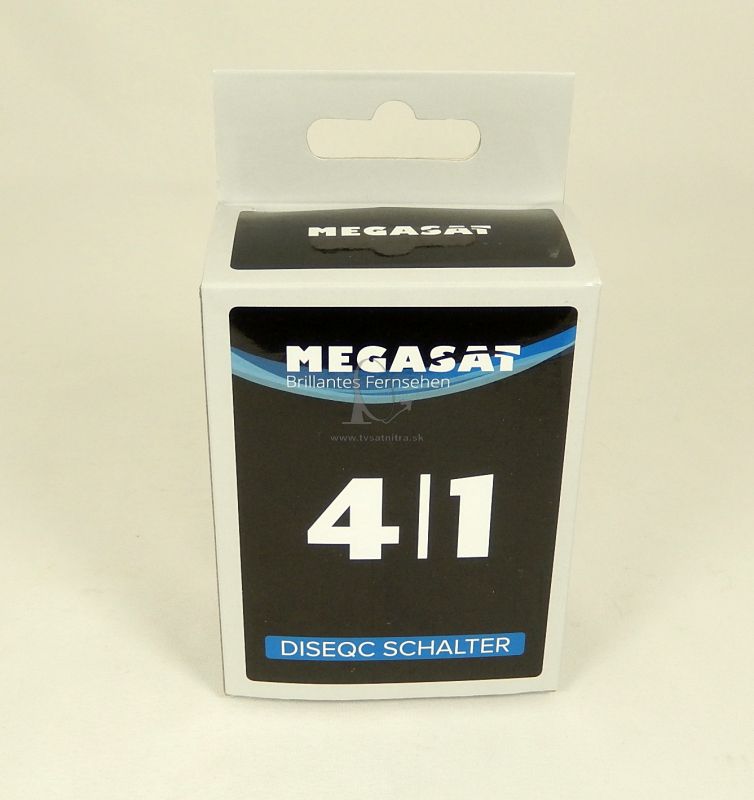 MEGASAT
MEGASAT
Brillantes Fernsehen
www.tvsatnitra.sk
4|1
DISEQC SCHALTER